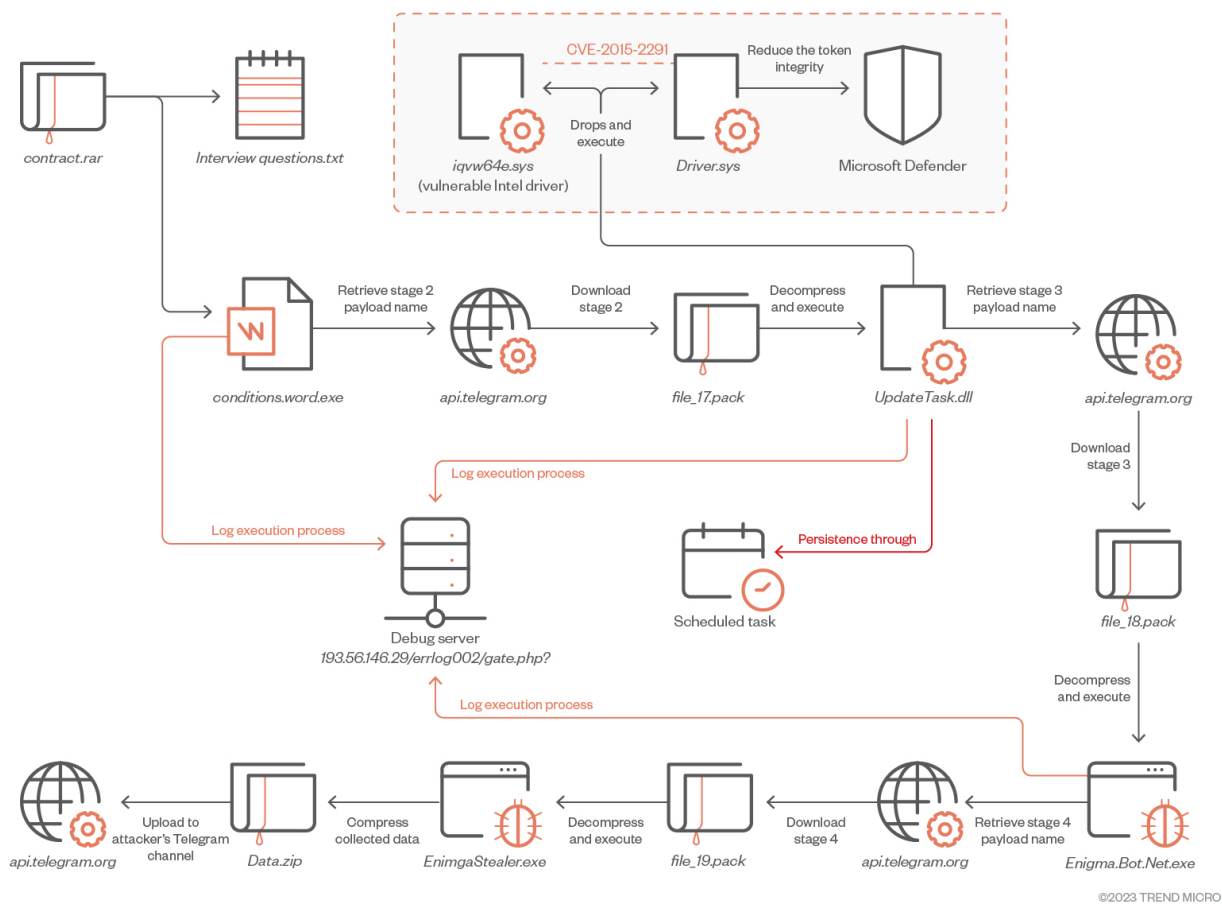 CVE-2015-2291
Reduce the token
integrity
Drops and
execute
contract.rar
Interview questions.txt
iqvw64e.sys
(vulnerable Intel driver)
Driver.sys
Microsoft Defender
Retrieve stage 2
payload name
Download
stage 2
Decompress
and execute
Retrieve stage 3
payload name
W
conditions.word.exe
api.telegram.org
file_17.pack
UpdateTask.dll
api.telegram.org
Download
stage 3
Log execution process
Log execution process
Persistence through
Debug server
193.56.146.29/errlog002/gate.php?
Scheduled task
file_18.pack
Decompress
and execute
Log execution process
Upload to
attacker's Telegram
channel
Compress
collected data
Decompress
and execute
Download
stage 4
Retrieve stage 4
payload name
api.telegram.org
Data.zip
EnimgaStealer.exe
file_19.pack
api.telegram.org
Enigma.Bot.Net.exe
©2023 TREND MICRO